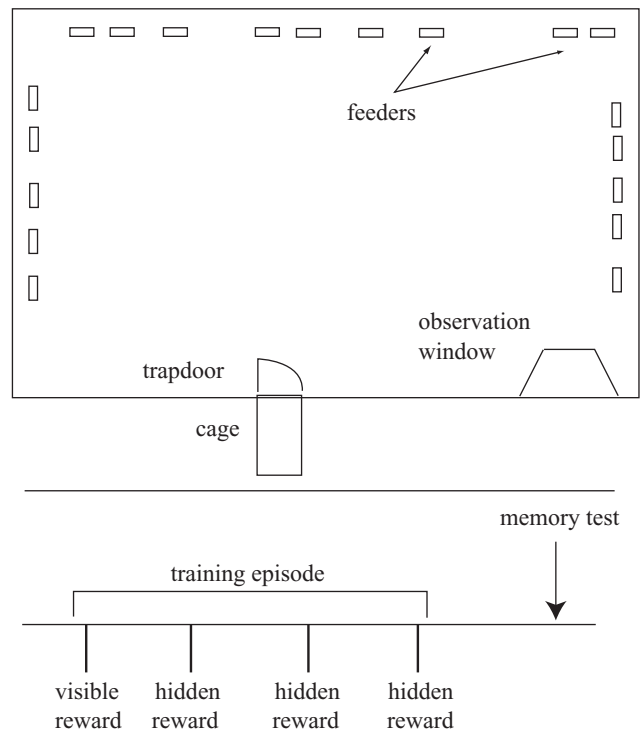 feeders
observation
window
trapdoor
cage
memory test
training episode
visible
reward
hidden
reward
hidden
reward
hidden
reward